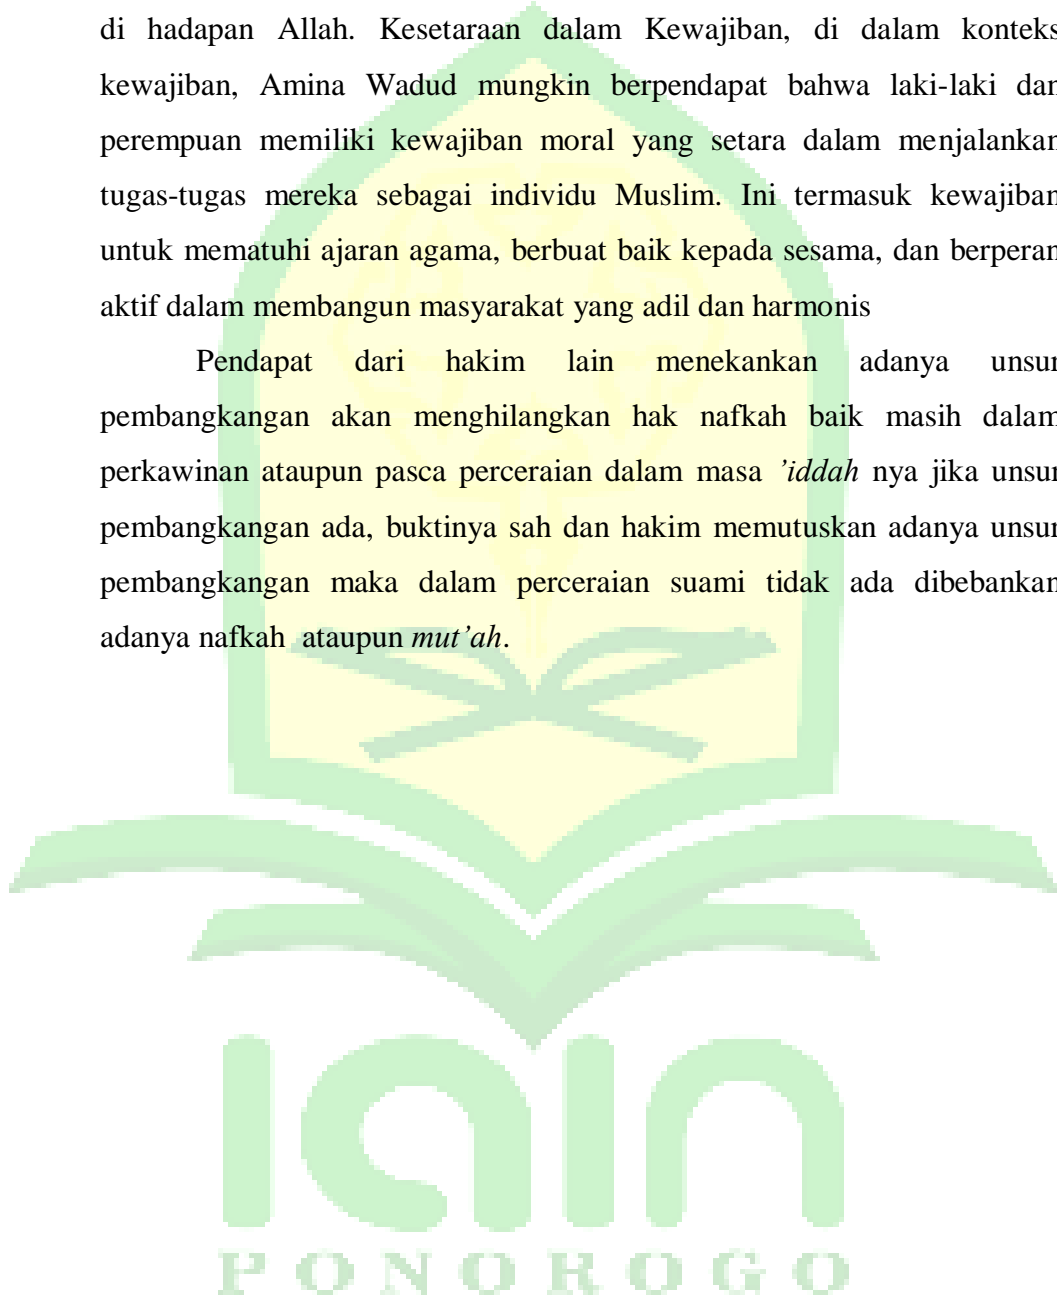 di hadapan Allah. Kesetaraan dalam Kewajiban, di dalam konteks
kewajiban, Amina Wadud mungkin berpendapat bahwa laki-laki dan
perempuan memiliki kewajiban moral yang setara dalam menjalankan
tugas-tugas mereka sebagai individu Muslim. Ini termasuk kewajiban
untuk mematuhi ajaran agama, berbuat baik kepada sesama, dan berperan
aktif dalam membangun masyarakat yang adil dan harmonis
Pendapat dari hakim lain menekankan adanya unsur
pembangkangan akan menghilangkan hak nafkah baik masih dalam
perkawinan ataupun pasca perceraian dalam masa ’iddah nya jika unsur
pembangkangan ada, buktinya sah dan hakim memutuskan adanya unsur
pembangkangan maka dalam perceraian suami tidak ada dibebankan
adanya nafkah ataupun mut’ah.
IAIN
PONOROGO